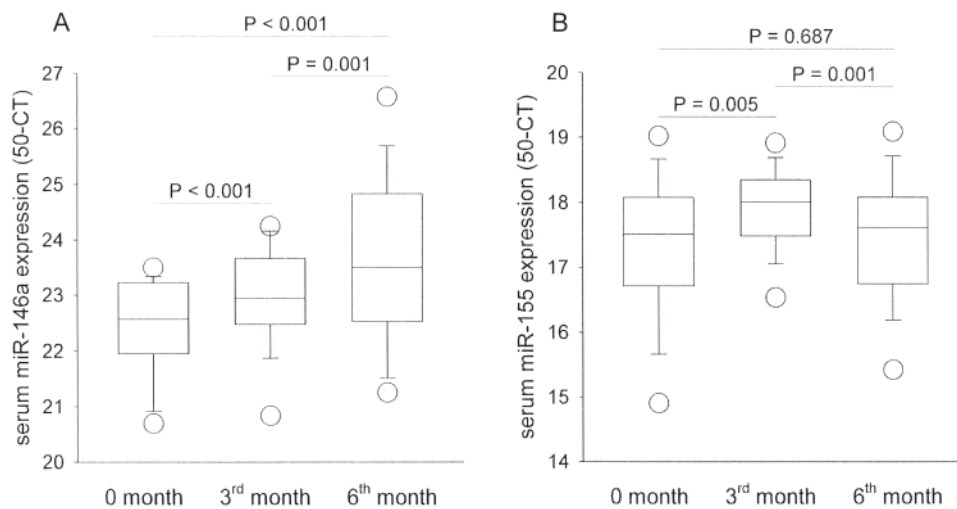 A
P < 0.001
P = 0.001
P < 0.001
serum miR-146a expression (50-CT)
27
26
25
24
23
22
21
20
0 month
3rd month
6th month
B
P = 0.687
P = 0.001
P = 0.005
serum miR-155 expression (50-CT)
20
19
18
17
16
15
14
0 month
3rd month
6th month